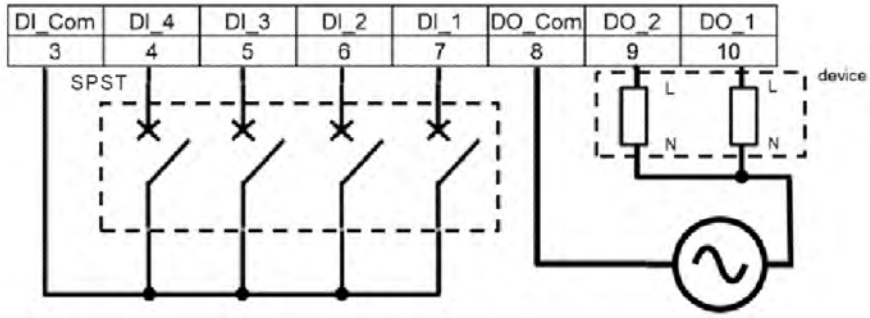 DI_Com DI_4 DI_3 DI_2 DI_1 DO_Com DO_2 DO_1
3 4 5 6 7 8 9 10
SPST
device
L L
N N